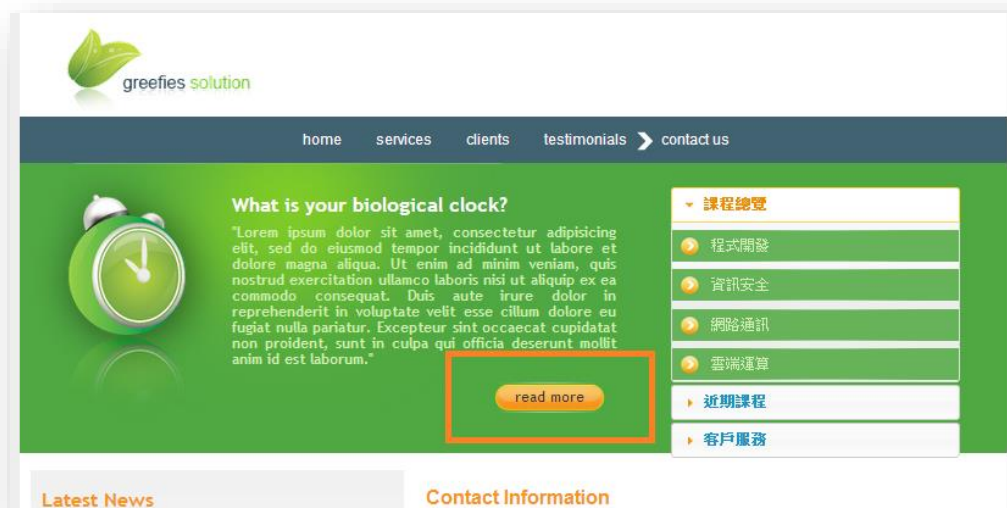 greefies solution
home services clients testimonials contact us
What is your biological clock?
"Lorem ipsum dolor sit amet, consectetur adipisicing
elit, sed do eiusmod tempor incididunt ut labore et
dolore magna aliqua. Ut enim ad minim veniam, quis
nostrud exercitation ullamco laboris nisi ut aliquip ex ea
commodo consequat. Duis aute irure dolor in
reprehenderit in voluptate velit esse cillum dolore eu
fugiat nulla pariatur. Excepteur sint occaecat cupidatat
non proident, sunt in culpa qui officia deserunt mollit
anim id est laborum."
read more
課程總覽
程式開發
資訊安全
網路通訊
雲端運算
近期課程
客戶服務
Latest News
Contact Information